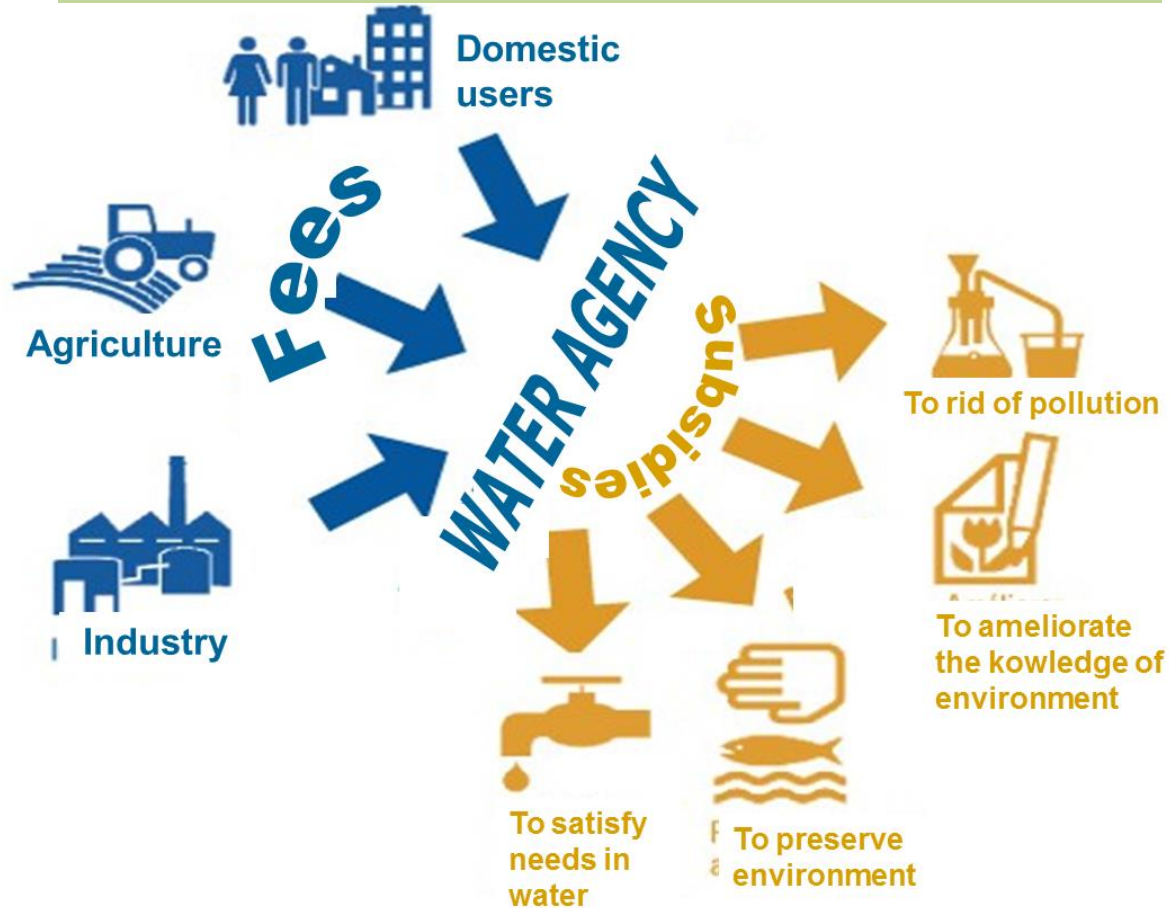 Domestic
users
Fees
Agriculture
WATER AGENCY
Subsidies
To rid of pollution
Industry
To ameliorate
the kowledge of
environment
To satisfy
needs in
water
To preserve
environment